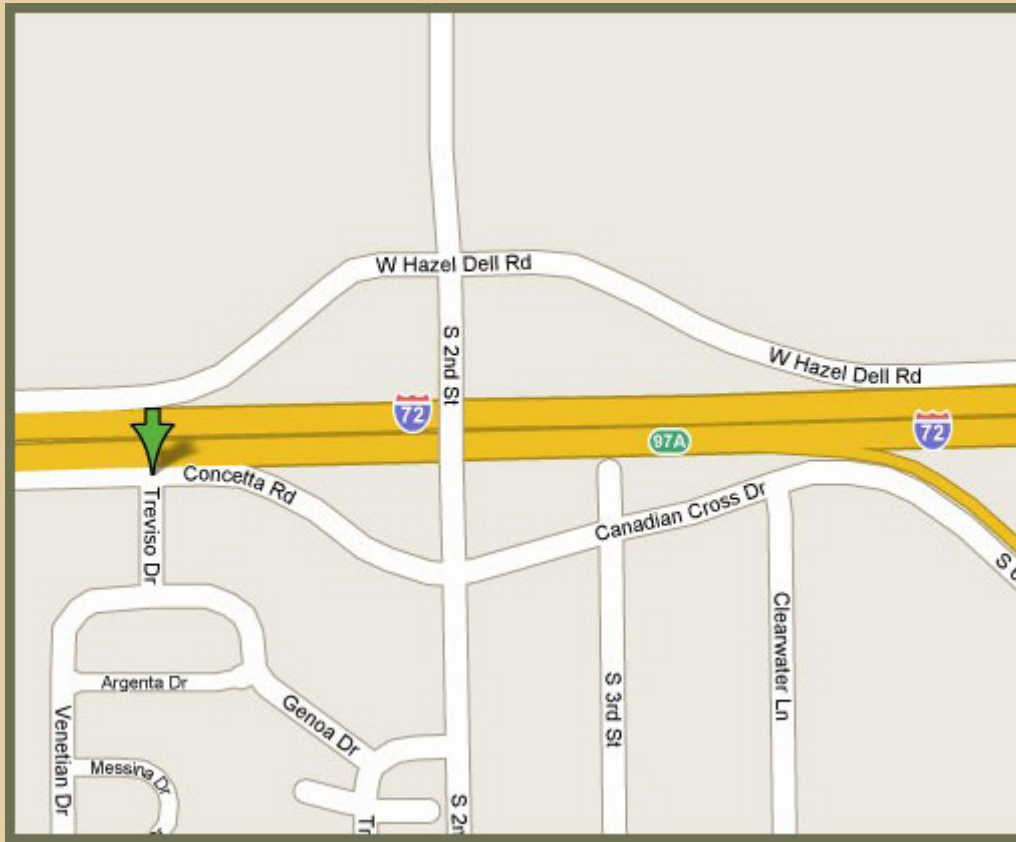 W Hazel Dell Rd
S 2nd St
W Hazel Dell Rd
72
97A
72
Concetta Rd
Canadian Cross Dr
Treviso Dr
Clearwater Ln
Argenta Dr
S 3rd St
Genoa Dr
Venetian Dr
Messina Dr